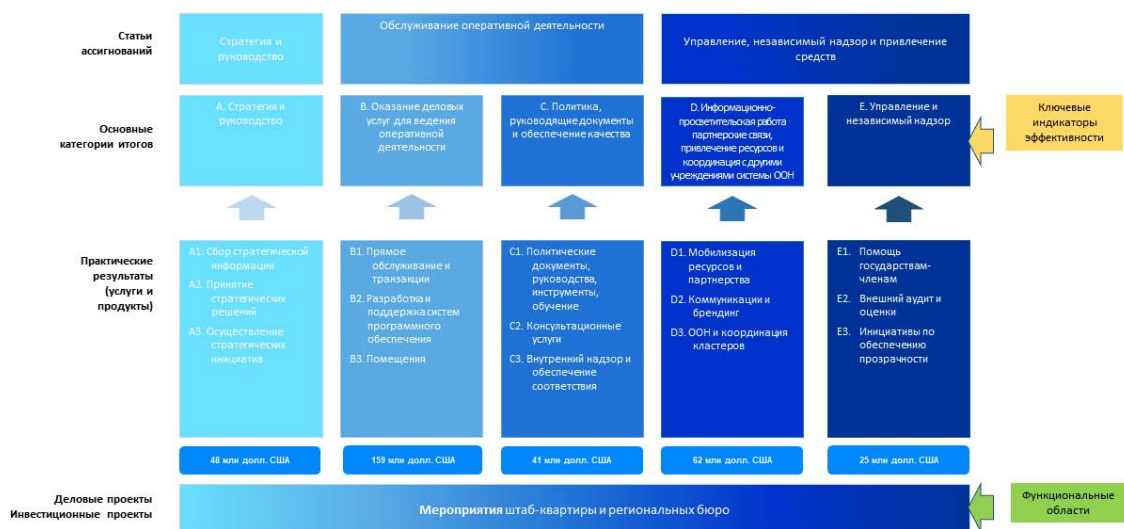 Статьи
ассигнований
Стратегия и
руководство
Обслуживание оперативной деятельности
Управление, независимый надзор и привлечение
средств
Основные
категории итогов
A. Стратегия и
руководство
B. Оказание деловых
услуг для ведения
оперативной
деятельности
C. Политика,
руководящие документы
и обеспечение качества
D. Информационно-
просветительская работа
партнерские связи,
привлечение ресурсов и
координация с другими
учреждениями системы ООН
E. Управление и
независимый надзор
Ключевые
индикаторы
эффективности
Практические
результаты
(услуги и
продукты)
A1. Сбор стратегической
информации
A2. Принятие
стратегических
решений
A3. Осуществление
стратегических
инициатив
B1. Прямое
обслуживание и
транзакции
B2. Разработка и
поддержка систем
программного
обеспечения
B3. Помещения
C1. Политические
документы,
руководства,
инструменты,
обучение
C2. Консультационные
услуги
C3. Внутренний надзор и
обеспечение
соответствия
D1. Мобилизация
ресурсов и
партнерства
D2. Коммуникации и
брендинг
D3. ООН и координация
кластеров
E1. Помощь
государствам-
членам
E2. Внешний аудит и
оценки
E3. Инициативы по
обеспечению
прозрачности
48 млн долл. США
159 млн долл. США
41 млн долл. США
62 млн долл. США
25 млн долл. США
Деловые проекты
Инвестиционные проекты
Мероприятия штаб-квартиры и региональных бюро
Функциональные
области